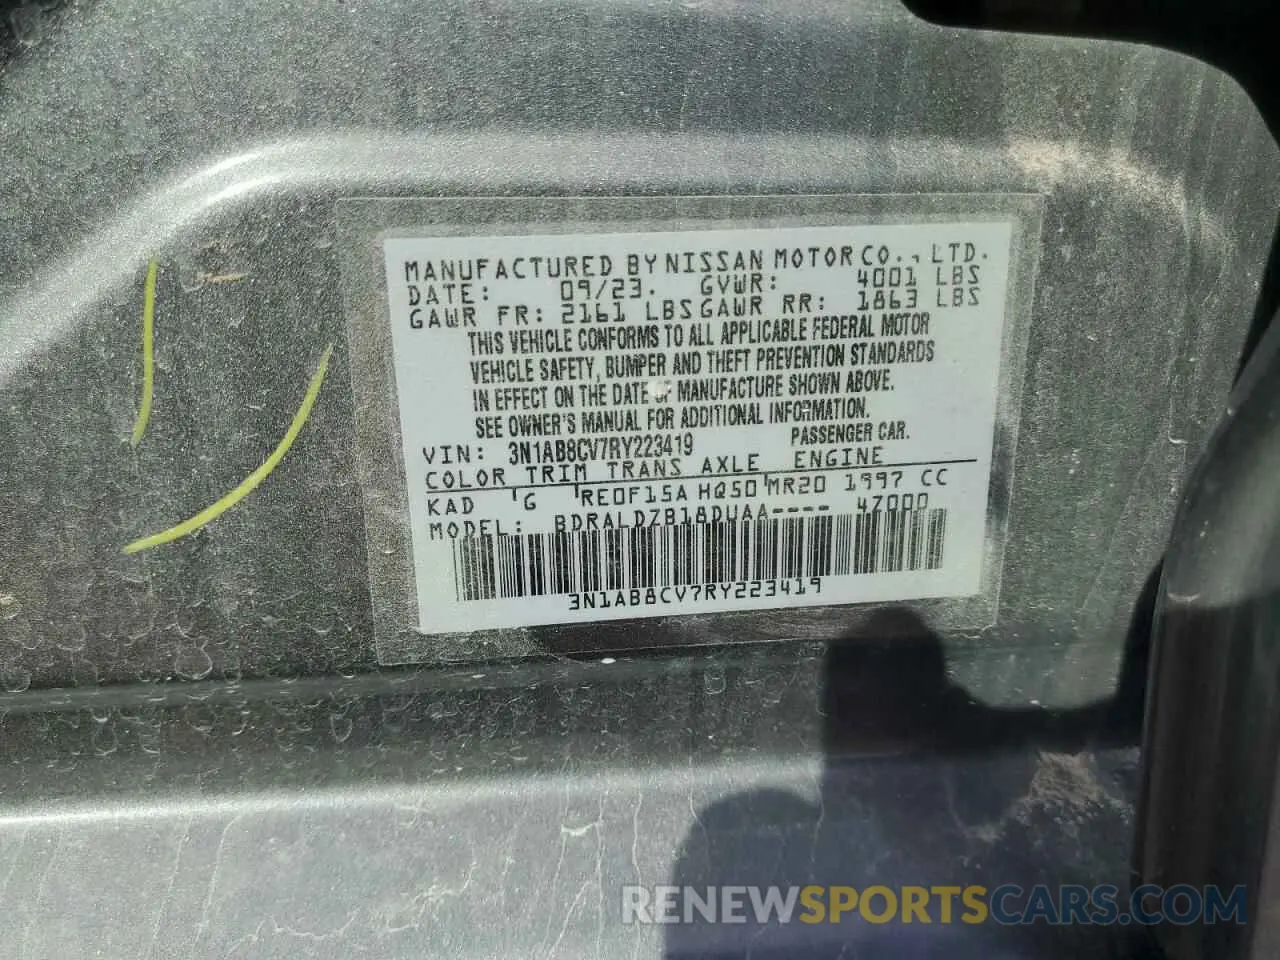 MANUFACTURED BY NISSAN MOTOR CO., LTD.
DATE: 09/23. GVWR: 4001 LBS
GAWR FR: 2161 LBS GAWR RR: 1863 LBS
THIS VEHICLE CONFORMS TO ALL APPLICABLE FEDERAL MOTOR
VEHICLE SAFETY, BUMPER AND THEFT PREVENTION STANDARDS
IN EFFECT ON THE DATE OF MANUFACTURE SHOWN ABOVE.
SEE OWNER'S MANUAL FOR ADDITIONAL INFORMATION.
VIN: 3N1AB8CV7RY223419 PASSENGER CAR.
COLOR TRIM TRANS AXLE ENGINE
KAD G RE0F15A HQ50 MR20 1997 CC
MODEL: BDRALDZB18DUAA---- 4Z000
3N1AB8CV7RY223419
RENEWSPORTSCARS.COM